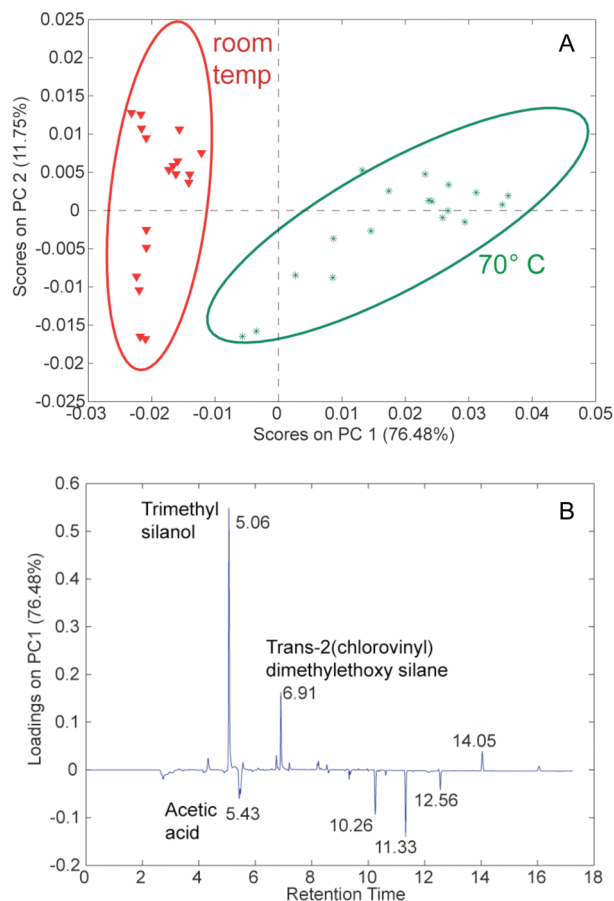 A
room
temp
70° C
0.025
0.02
0.015
0.01
0.005
0
-0.005
-0.01
-0.015
-0.02
-0.025
Scores on PC 2 (11.75%)
-0.03 -0.02 -0.01 0 0.01 0.02 0.03 0.04 0.05
Scores on PC 1 (76.48%)
B
0.6
0.5
0.4
0.3
0.2
0.1
0
-0.1
-0.2
Loadings on PC1 (76.48%)
Trimethyl
silanol
5.06
Trans-2(chlorovinyl)
dimethylethoxy silane
6.91
14.05
Acetic
acid
5.43
10.26
11.33
12.56
0 2 4 6 8 10 12 14 16 18
Retention Time